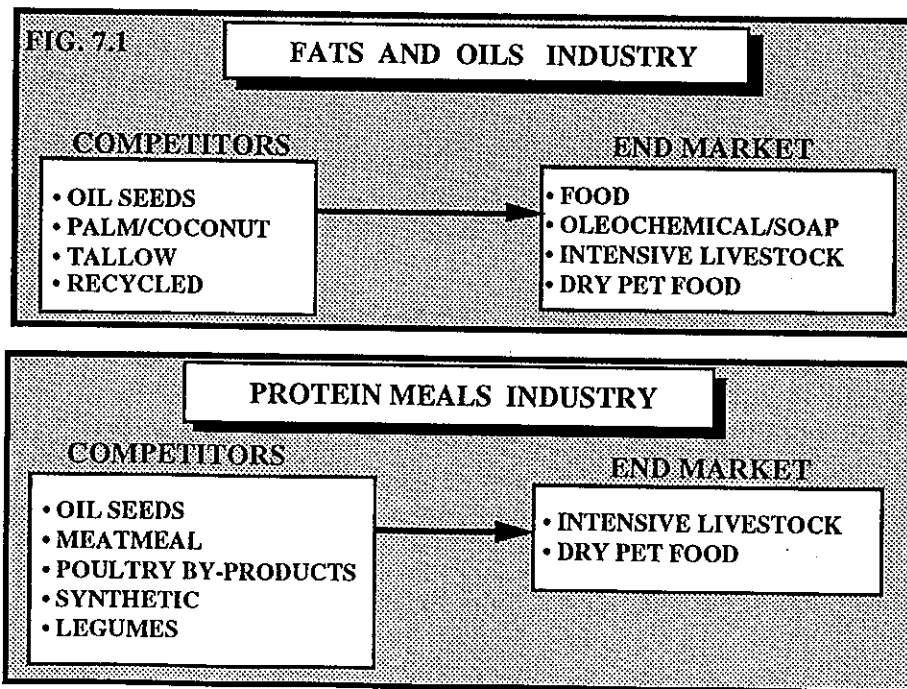 FIG. 7.1
FATS AND OILS INDUSTRY
COMPETITORS
• OIL SEEDS
• PALM/COCONUT
• TALLOW
• RECYCLED
END MARKET
• FOOD
• OLEOCHEMICAL/SOAP
• INTENSIVE LIVESTOCK
• DRY PET FOOD
PROTEIN MEALS INDUSTRY
COMPETITORS
• OIL SEEDS
• MEATMEAL
• POULTRY BY-PRODUCTS
• SYNTHETIC
• LEGUMES
END MARKET
• INTENSIVE LIVESTOCK
• DRY PET FOOD